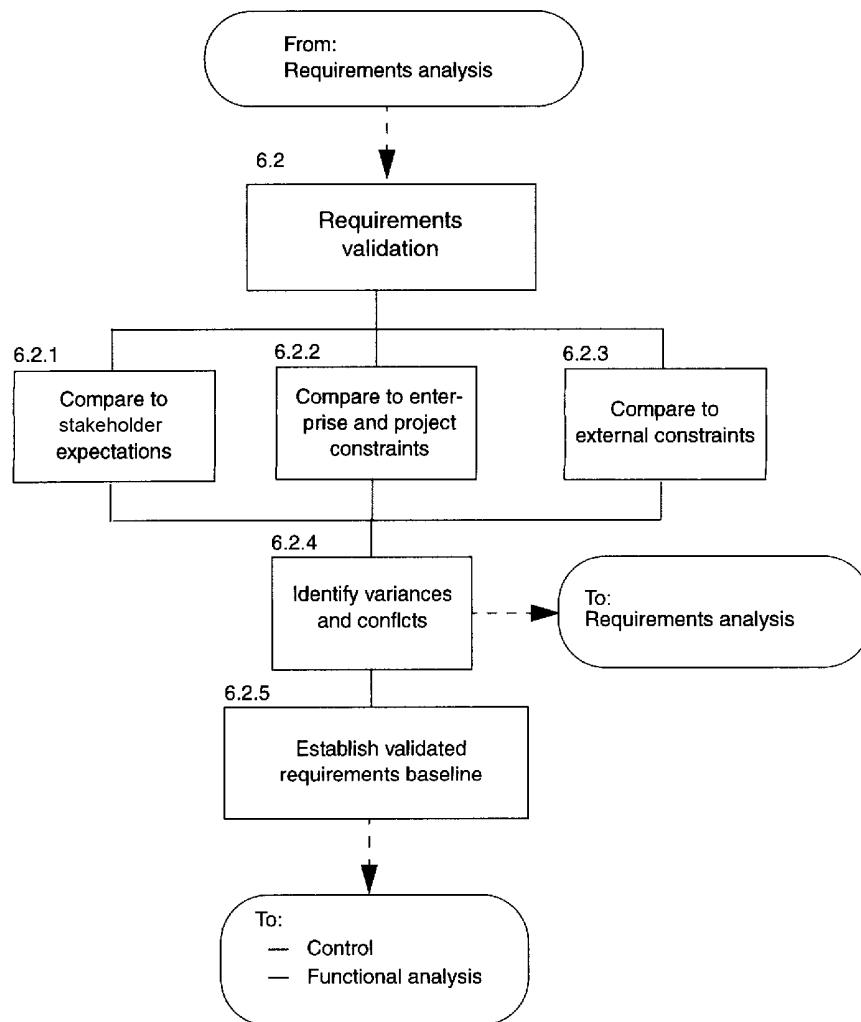 From:
Requirements analysis
6.2
Requirements
validation
6.2.1
Compare to
stakeholder
expectations
6.2.2
Compare to enter-
prise and project
constraints
6.2.3
Compare to
external constraints
6.2.4
Identify variances
and conflcts
To:
Requirements analysis
6.2.5
Establish validated
requirements baseline
To:
— Control
— Functional analysis